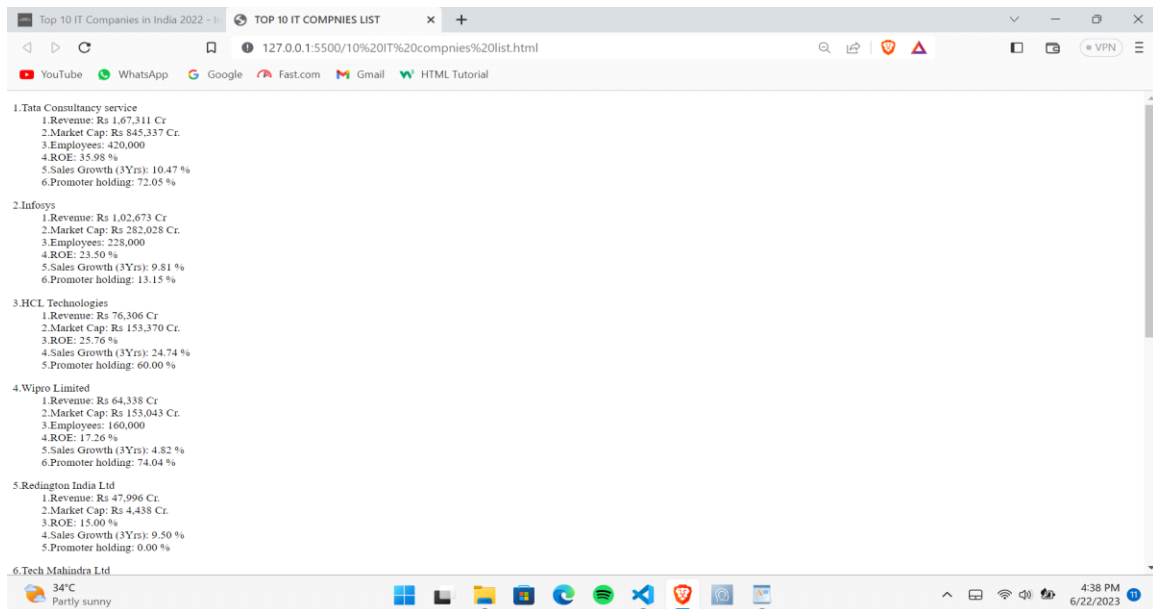 Top 10 IT Companies in India 2022 - I
TOP 10 IT COMPNIES LIST
127.0.0.1:5500/10%20IT%20compnies%20list.html
VPN
YouTube WhatsApp Google Fast.com Gmail HTML Tutorial
1.Tata Consultancy service
1.Revenue: Rs 1,67,311 Cr
2.Market Cap: Rs 845,337 Cr.
3.Employees: 420,000
4.ROE: 35.98 %
5.Sales Growth (3Yrs): 10.47 %
6.Promoter holding: 72.05 %
2.Infosys
1.Revenue: Rs 1,02,673 Cr
2.Market Cap: Rs 282,028 Cr.
3.Employees: 228,000
4.ROE: 23.50 %
5.Sales Growth (3Yrs): 9.81 %
6.Promoter holding: 13.15 %
3.HCL Technologies
1.Revenue: Rs 76,306 Cr
2.Market Cap: Rs 153,370 Cr.
3.ROE: 25.76 %
4.Sales Growth (3Yrs): 24.74 %
5.Promoter holding: 60.00 %
4.Wipro Limited
1.Revenue: Rs 64,338 Cr
2.Market Cap: Rs 153,043 Cr.
3.Employees: 160,000
4.ROE: 17.26 %
5.Sales Growth (3Yrs): 4.82 %
6.Promoter holding: 74.04 %
5.Redington India Ltd
1.Revenue: Rs 47,996 Cr.
2.Market Cap: Rs 4,438 Cr.
3.ROE: 15.00 %
4.Sales Growth (3Yrs): 9.50 %
5.Promoter holding: 0.00 %
6.Tech Mahindra Ltd
34°C
Partly sunny
4:38 PM
6/22/2023
11